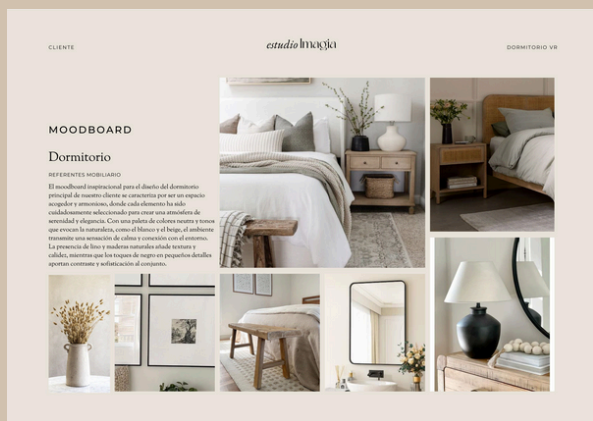 CLIENTE
estudio Imagia
DORMITORIO VR
MOODBOARD
Dormitorio
REFERENTES MOBILIARIO
El moodboard inspiracional para el diseño del dormitorio
principal de nuestro cliente se caracteriza por ser un espacio
acogedor y armonioso, donde cada elemento ha sido
cuidadosamente seleccionado para crear una atmósfera de
serenidad y elegancia. Con una paleta de colores neutra y tonos
que evocan la naturaleza, como el blanco y el beige, el ambiente
transmite una sensación de calma y conexión con el entorno.
La presencia de lino y maderas naturales añade textura y
calidez, mientras que los toques de negro en pequeños detalles
aportan contraste y sofisticación al conjunto.